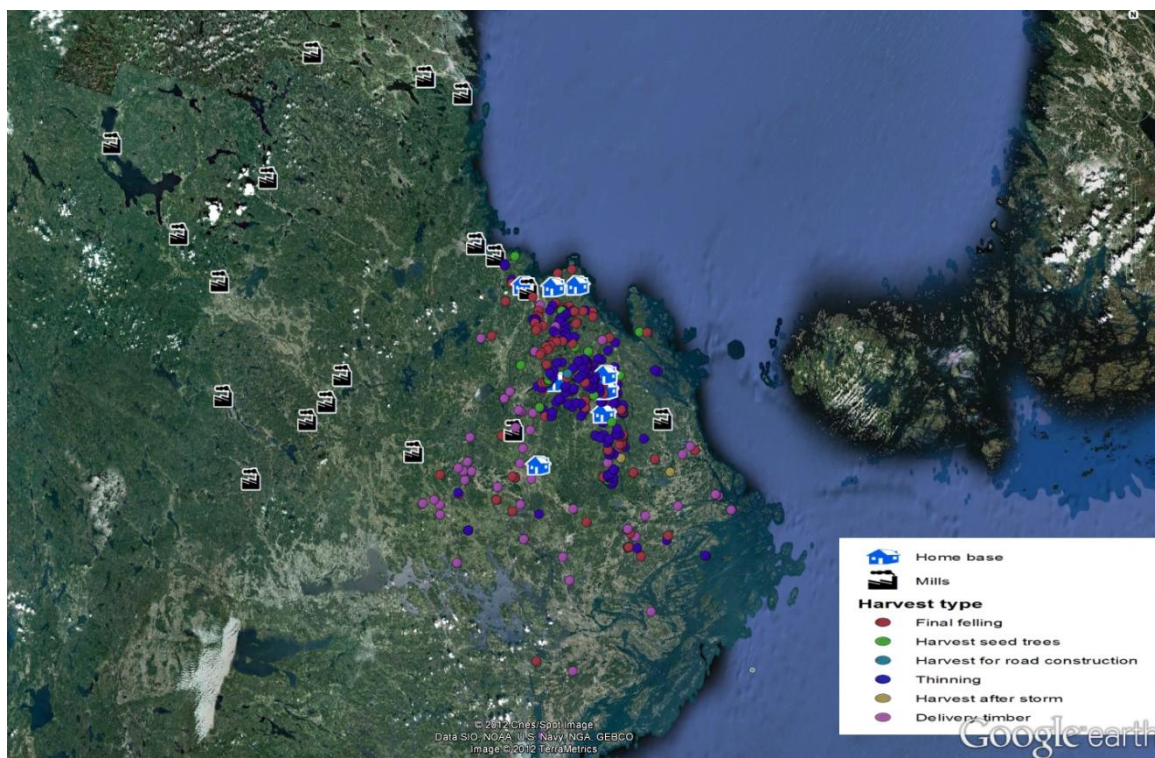 N
Home base
Mills
Harvest type
Final felling
Harvest seed trees
Harvest for road construction
Thinning
Harvest after storm
Delivery timber
© 2012 Cnes/Spot Image
Data SIO, NOAA, U.S. Navy, NGA, GEBCO
Image © 2012 TerraMetrics
Google earth